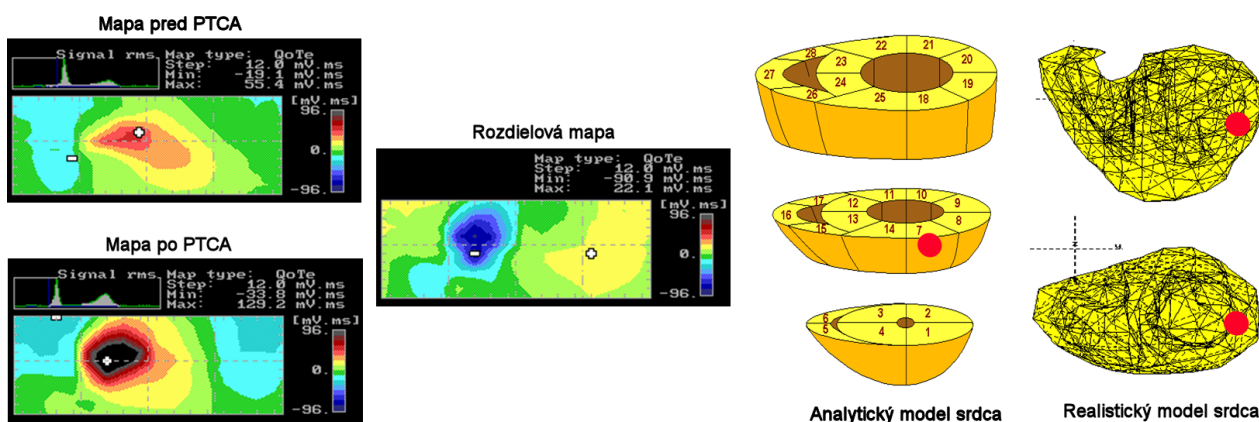 Mapa pred PTCA
Signal rms. Map type: QoTe
Step: 12.0 mV.ms
Min: -19.1 mV.ms
Max: 55.4 mV.ms
[mV.ms]
96.
0.
-96.
Mapa po PTCA
Signal rms. Map type: QoTe
Step: 12.0 mV.ms
Min: -33.8 mV.ms
Max: 129.2 mV.ms
[mV.ms]
96.
0.
-96.
Rozdielová mapa
Map type: QoTe
Step: 12.0 mV.ms
Min: -90.9 mV.ms
Max: 22.1 mV.ms
[mV.ms]
96.
0.
-96.
28 22 21
27 23 20
26 24 25 18 19
17 11 10
16 12 9
15 13 14 7 8
6 3 2
5 4 1
Analytický model srdca
Realistický model srdca